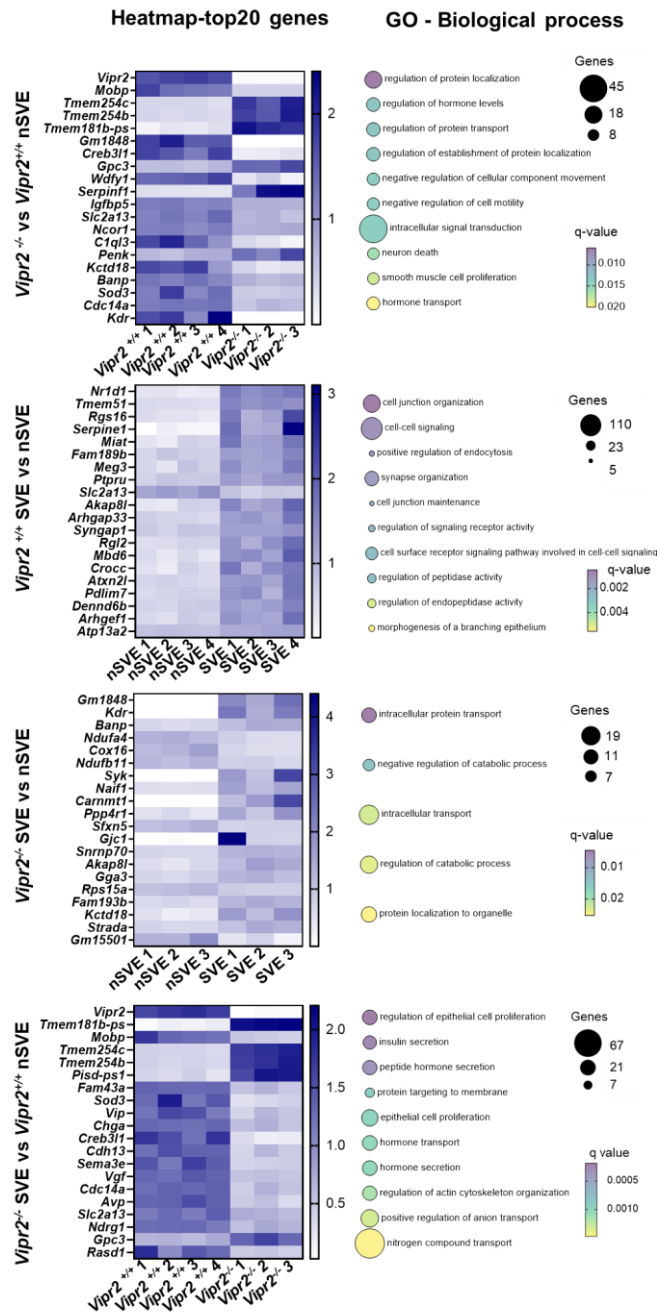 Heatmap-top20 genes
GO - Biological process
Vipr2 -/- vs Vipr2+/+ nSVE
Vipr2
Mobp
Tmem254c
Tmem254b
Tmem181b-ps
Gm1848
Creb3l1
Gpc3
Wdfy1
Serpinf1
Igfbp5
Slc2a13
Ncor1
C1ql3
Penk
Kctd18
Banp
Sod3
Cdc14a
Kdr
2
1
Vipr2 +/+ 1
Vipr2 +/+ 2
Vipr2 +/+ 3
Vipr2 +/+ 4
Vipr2-/- 1
Vipr2-/- 2
Vipr2-/- 3
regulation of protein localization
regulation of hormone levels
regulation of protein transport
regulation of establishment of protein localization
negative regulation of cellular component movement
negative regulation of cell motility
intracellular signal transduction
neuron death
smooth muscle cell proliferation
hormone transport
Genes
45
18
8
q-value
0.010
0.015
0.020
Vipr2 +/+ SVE vs nSVE
Nr1d1
Tmem51
Rgs16
Serpine1
Miat
Fam189b
Meg3
Ptpru
Slc2a13
Akap8l
Arhgap33
Syngap1
Rgl2
Mbd6
Crocc
Atxn2l
Pdlim7
Dennd6b
Arhgef1
Atp13a2
3
2
1
nSVE 1
nSVE 2
nSVE 3
nSVE 4
SVE 1
SVE 2
SVE 3
SVE 4
cell junction organization
cell-cell signaling
positive regulation of endocytosis
synapse organization
cell junction maintenance
regulation of signaling receptor activity
cell surface receptor signaling pathway involved in cell-cell signaling
regulation of peptidase activity
regulation of endopeptidase activity
morphogenesis of a branching epithelium
Genes
110
23
5
q-value
0.002
0.004
Vipr2-/- SVE vs nSVE
Gm1848
Kdr
Banp
Ndufa4
Cox16
Ndufb11
Syk
Naif1
Carnmt1
Ppp4r1
Sfxn5
Gjc1
Snrnp70
Akap8l
Gga3
Rps15a
Fam193b
Kctd18
Strada
Gm15501
4
3
2
1
nSVE 1
nSVE 2
nSVE 3
SVE 1
SVE 2
SVE 3
intracellular protein transport
negative regulation of catabolic process
intracellular transport
regulation of catabolic process
protein localization to organelle
Genes
19
11
7
q-value
0.01
0.02
Vipr2-/- SVE vs Vipr2+/+ nSVE
Vipr2
Tmem181b-ps
Mobp
Tmem254c
Tmem254b
Pisd-ps1
Fam43a
Sod3
Vip
Chga
Creb3l1
Cdh13
Sema3e
Vgf
Cdc14a
Avp
Slc2a13
Ndrg1
Gpc3
Rasd1
2.0
1.5
1.0
0.5
Vipr2 +/+ 1
Vipr2 +/+ 2
Vipr2 +/+ 3
Vipr2 +/+ 4
Vipr2-/- 1
Vipr2-/- 2
Vipr2-/- 3
regulation of epithelial cell proliferation
insulin secretion
peptide hormone secretion
protein targeting to membrane
epithelial cell proliferation
hormone transport
hormone secretion
regulation of actin cytoskeleton organization
positive regulation of anion transport
nitrogen compound transport
Genes
67
21
7
q value
0.0005
0.0010